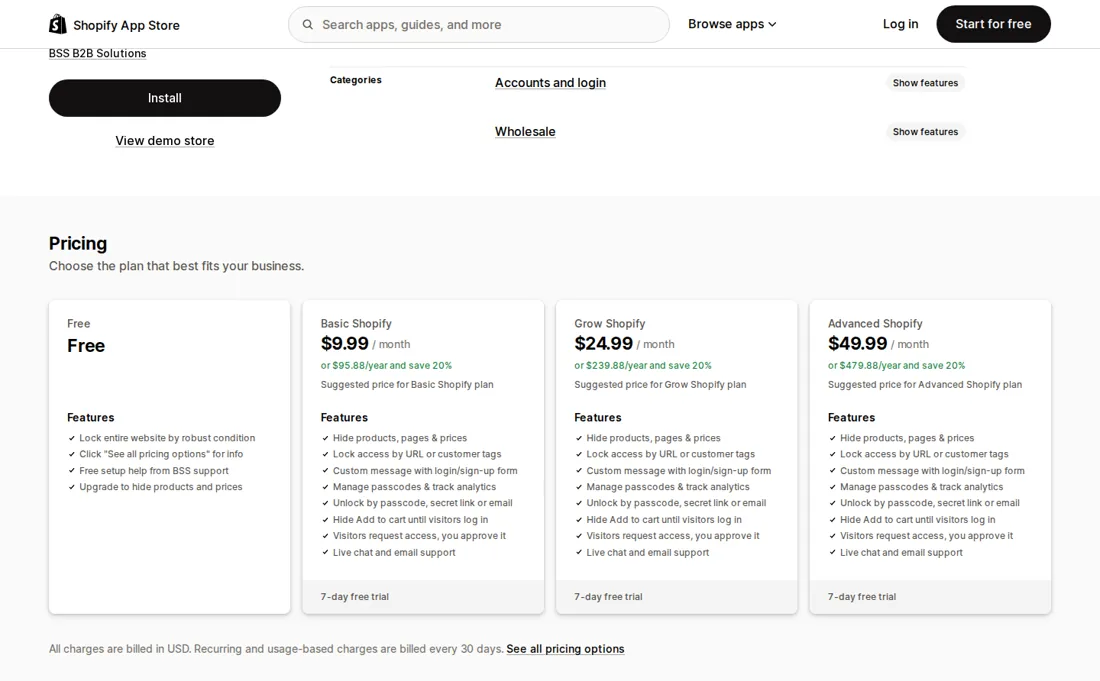 Shopify App Store
Search apps, guides, and more
Browse apps
Log in
Start for free
BSS B2B Solutions
Install
View demo store
Categories
Accounts and login
Show features
Wholesale
Show features
Pricing
Choose the plan that best fits your business.
Free
Free
Features
Lock entire website by robust condition
Click "See all pricing options" for info
Free setup help from BSS support
Upgrade to hide products and prices
Basic Shopify
$9.99 / month
or $95.88/year and save 20%
Suggested price for Basic Shopify plan
Features
Hide products, pages & prices
Lock access by URL or customer tags
Custom message with login/sign-up form
Manage passcodes & track analytics
Unlock by passcode, secret link or email
Hide Add to cart until visitors log in
Visitors request access, you approve it
Live chat and email support
7-day free trial
Grow Shopify
$24.99 / month
or $239.88/year and save 20%
Suggested price for Grow Shopify plan
Features
Hide products, pages & prices
Lock access by URL or customer tags
Custom message with login/sign-up form
Manage passcodes & track analytics
Unlock by passcode, secret link or email
Hide Add to cart until visitors log in
Visitors request access, you approve it
Live chat and email support
7-day free trial
Advanced Shopify
$49.99 / month
or $479.88/year and save 20%
Suggested price for Advanced Shopify plan
Features
Hide products, pages & prices
Lock access by URL or customer tags
Custom message with login/sign-up form
Manage passcodes & track analytics
Unlock by passcode, secret link or email
Hide Add to cart until visitors log in
Visitors request access, you approve it
Live chat and email support
7-day free trial
All charges are billed in USD. Recurring and usage-based charges are billed every 30 days. See all pricing options